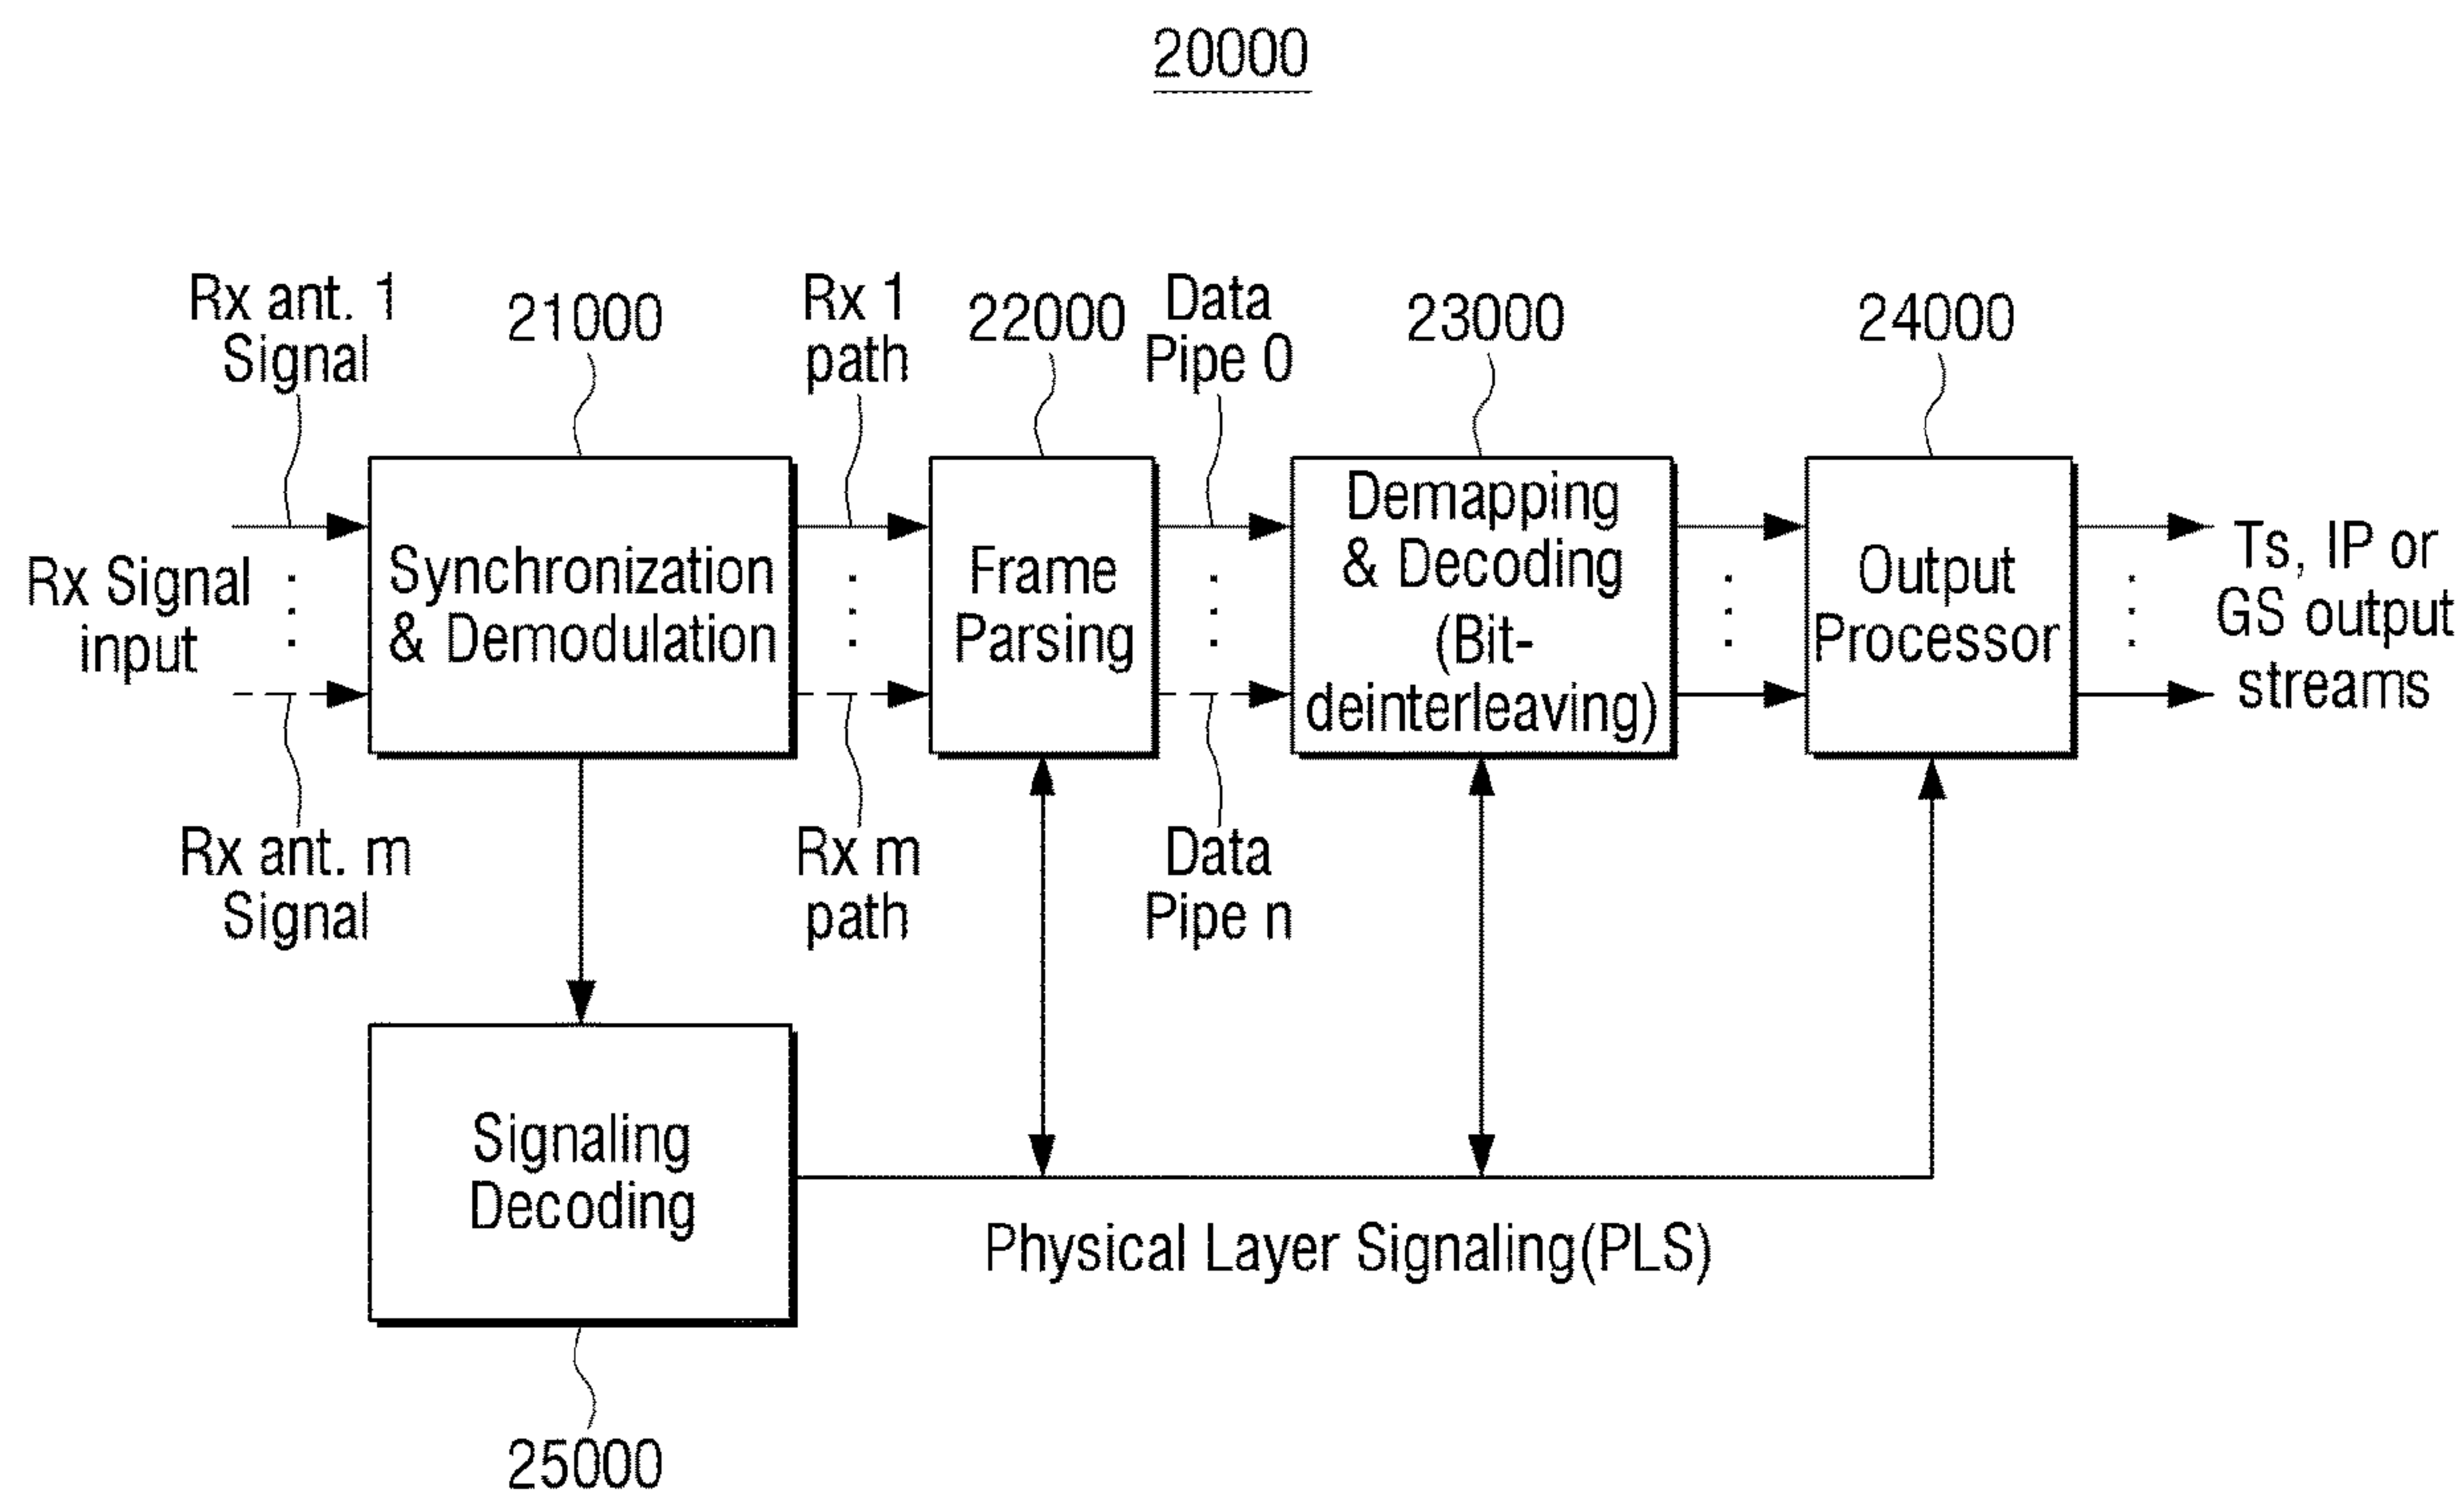 20000
Rx ant. 1
Signal
21000
Rx 1
path
22000
Data
Pipe 0
23000
24000
Rx Signal
input
Synchronization
& Demodulation
Frame
Parsing
Demapping
& Decoding
(Bit-
deinterleaving)
Output
Processor
Ts, IP or
GS output
streams
Rx ant. m
Signal
Rx m
path
Data
Pipe n
Signaling
Decoding
Physical Layer Signaling(PLS)
25000